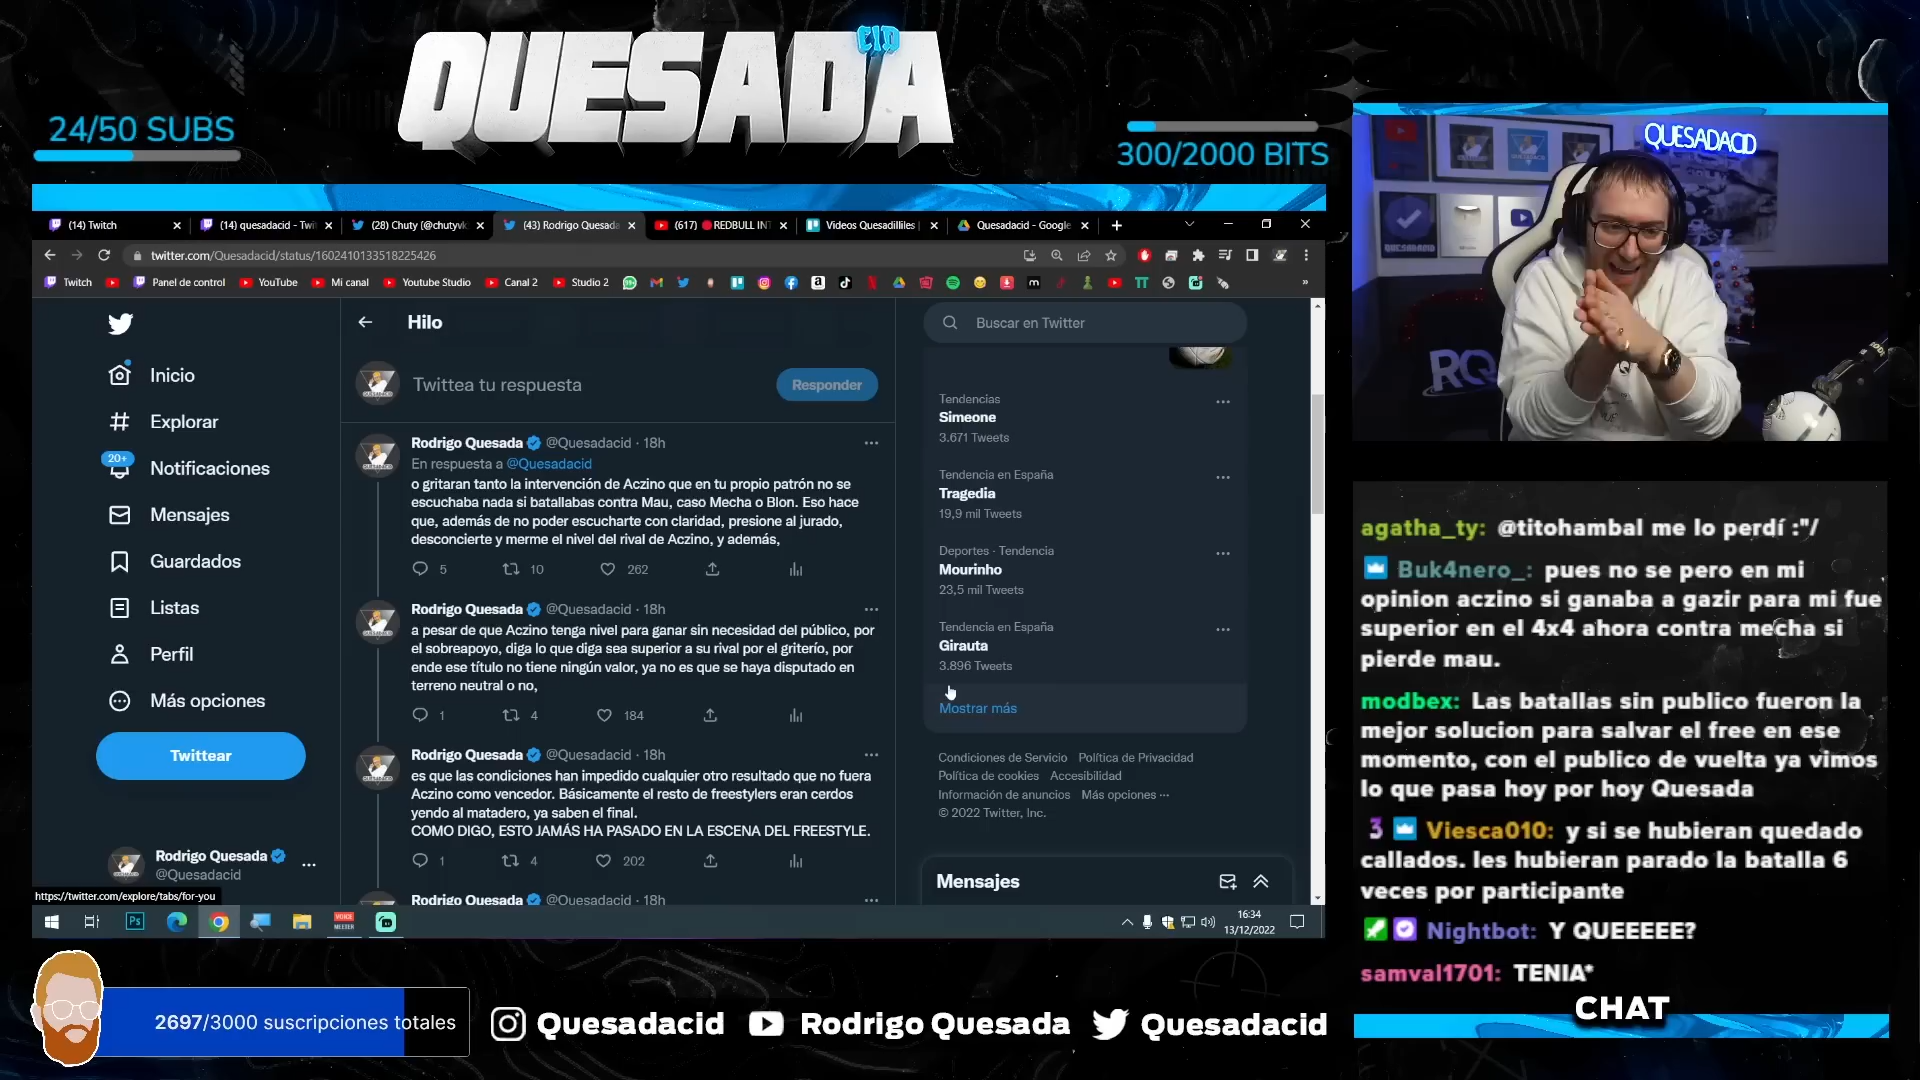 QUESADA
CID
24/50 SUBS
300/2000 BITS
(14) Twitch
(14) quesadacid - Twi
(28) Chuty (@chutyvk
(43) Rodrigo Quesada
(617) 🔴REDBULL INT
Videos Quesadilliles |
Quesadacid - Google
twitter.com/Quesadacid/status/1602410133518225426
Twitch
Panel de control
YouTube
Mi canal
Youtube Studio
Canal 2
Studio 2
TT
»
Inicio
Explorar
20+
Notificaciones
Mensajes
Guardados
Listas
Perfil
Más opciones
Twittear
Rodrigo Quesada
@Quesadacid
https://twitter.com/explore/tabs/for-you
Hilo
Twittea tu respuesta
Responder
Rodrigo Quesada @Quesadacid · 18h
En respuesta a @Quesadacid
o gritaran tanto la intervención de Aczino que en tu propio patrón no se
escuchaba nada si batallabas contra Mau, caso Mecha o Blon. Eso hace
que, además de no poder escucharte con claridad, presione al jurado,
desconcierte y merme el nivel del rival de Aczino, y además,
5 10 262
Rodrigo Quesada @Quesadacid · 18h
a pesar de que Aczino tenga nivel para ganar sin necesidad del público, por
el sobreapoyo, diga lo que diga sea superior a su rival por el griterío, por
ende ese título no tiene ningún valor, ya no es que se haya disputado en
terreno neutral o no,
1 4 184
Rodrigo Quesada @Quesadacid · 18h
es que las condiciones han impedido cualquier otro resultado que no fuera
Aczino como vencedor. Básicamente el resto de freestylers eran cerdos
yendo al matadero, ya saben el final.
COMO DIGO, ESTO JAMÁS HA PASADO EN LA ESCENA DEL FREESTYLE.
1 4 202
Rodrigo Quesada @Quesadacid · 18h
Buscar en Twitter
Tendencias
Simeone
3.671 Tweets
Tendencia en España
Tragedia
19,9 mil Tweets
Deportes · Tendencia
Mourinho
23,5 mil Tweets
Tendencia en España
Girauta
3.896 Tweets
Mostrar más
Condiciones de Servicio Política de Privacidad
Política de cookies Accesibilidad
Información de anuncios Más opciones ···
© 2022 Twitter, Inc.
Mensajes
Ps
VOICE
MEETER
16:34
13/12/2022
QUESADACID
QUESADACID
RQ
agatha_ty: @titohambal me lo perdí :"/
Buk4nero_: pues no se pero en mi
opinion aczino si ganaba a gazir para mi fue
superior en el 4x4 ahora contra mecha si
pierde mau.
modbex: Las batallas sin publico fueron la
mejor solucion para salvar el free en ese
momento, con el publico de vuelta ya vimos
lo que pasa hoy por hoy Quesada
3 Viesca010: y si se hubieran quedado
callados. les hubieran parado la batalla 6
veces por participante
Nightbot: Y QUEEEEE?
samval1701: TENIA*
CHAT
2697/3000 suscripciones totales
Quesadacid
Rodrigo Quesada
Quesadacid